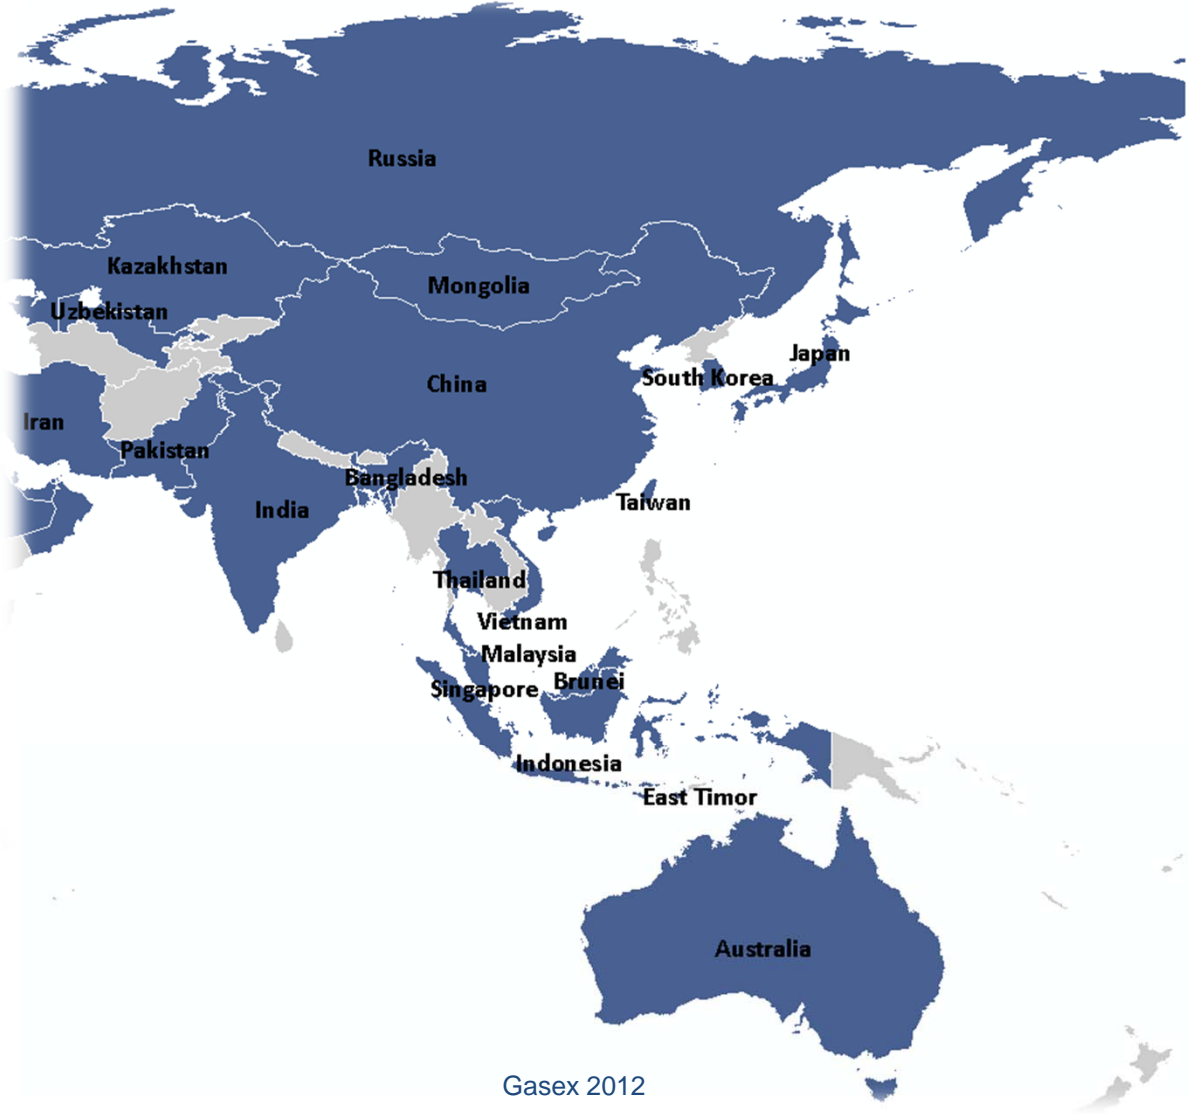 Russia
Kazakhstan
Mongolia
Uzbekistan
Japan
South Korea
China
Iran
Pakistan
Bangladesh
Taiwan
India
Thailand
Vietnam
Malaysia
Brunei
Singapore
Indonesia
East Timor
Australia
Gasex 2012